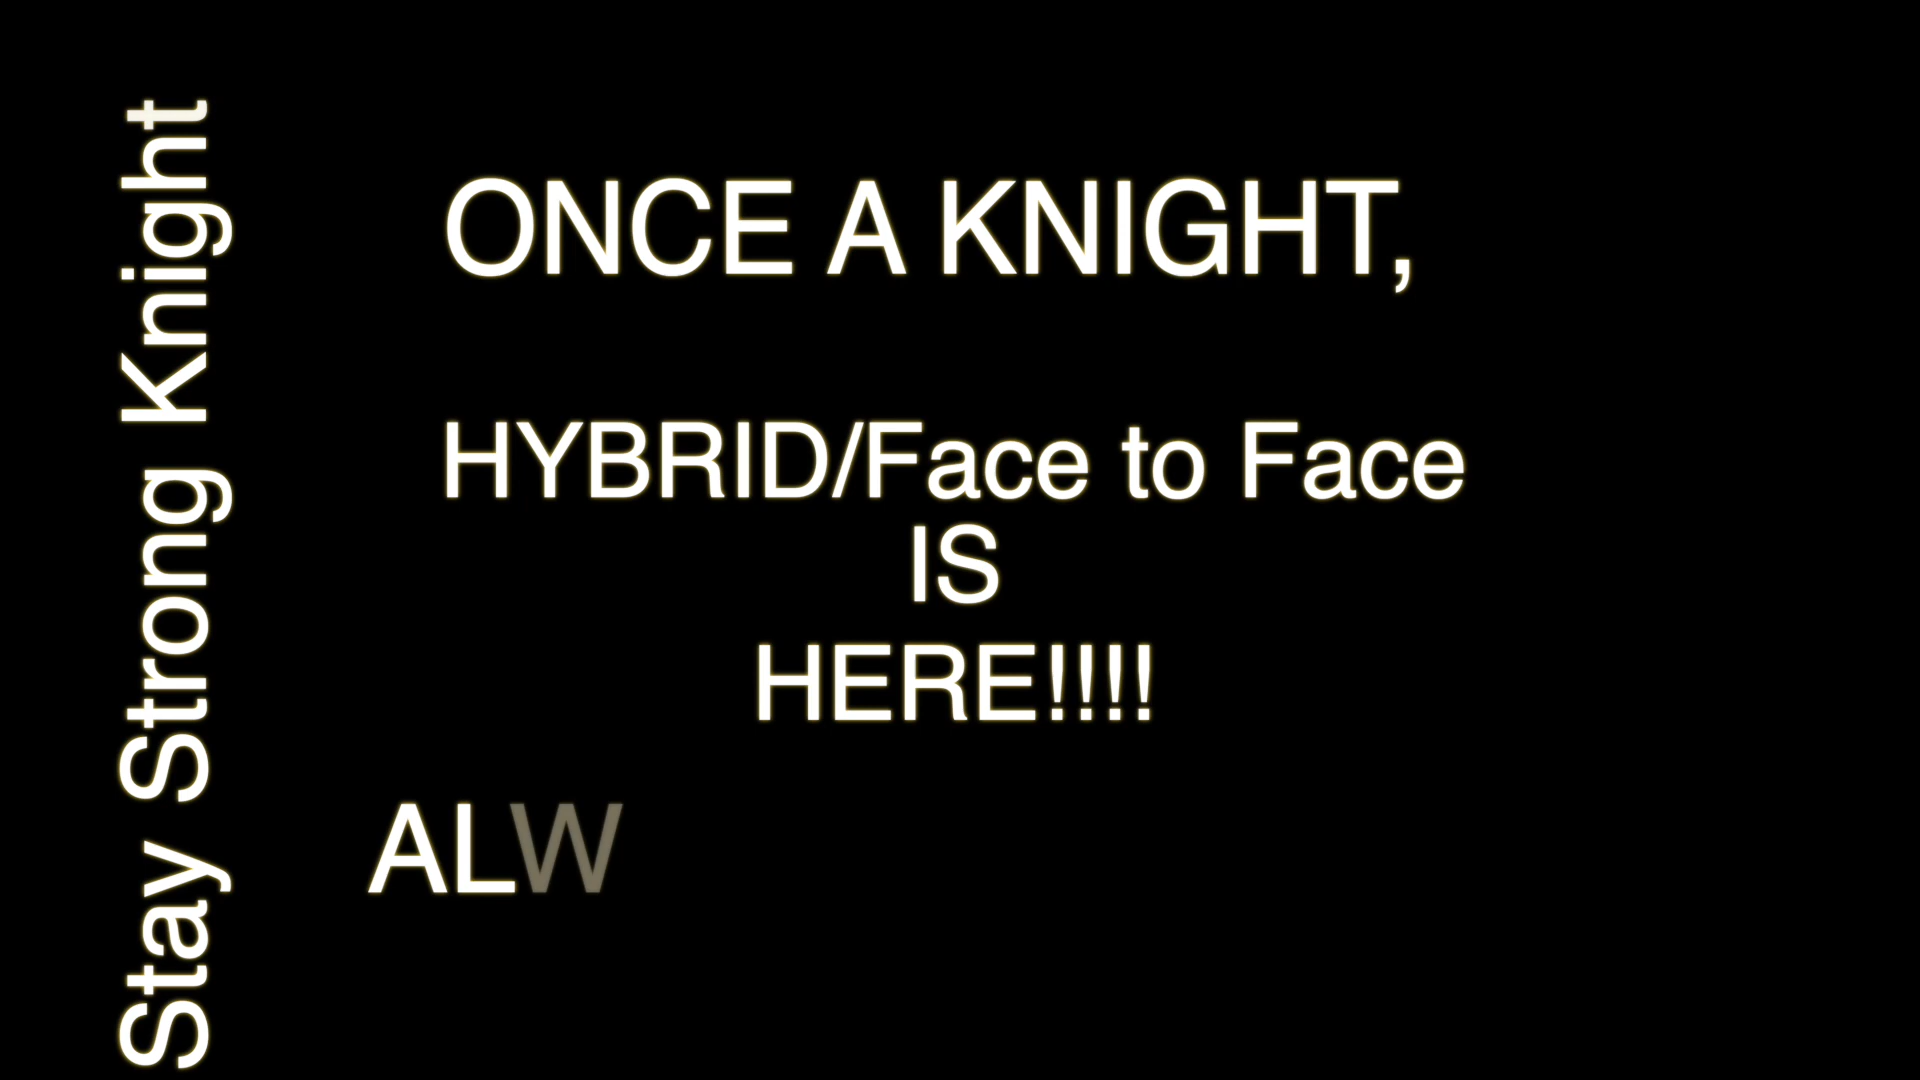 Stay Strong Knight
ONCE A KNIGHT,
HYBRID/Face to Face
IS
HERE!!!!
ALW